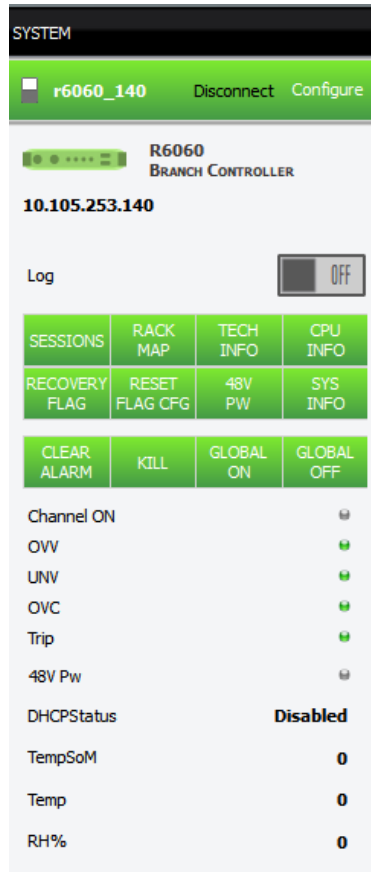 SYSTEM
r6060_140 Disconnect Configure
R6060
BRANCH CONTROLLER
10.105.253.140
Log OFF
SESSIONS RACK MAP TECH INFO CPU INFO
RECOVERY FLAG RESET FLAG CFG 48V PW SYS INFO
CLEAR ALARM KILL GLOBAL ON GLOBAL OFF
Channel ON
OVV
UNV
OVC
Trip
48V Pw
DHCPStatus Disabled
TempSoM 0
Temp 0
RH% 0